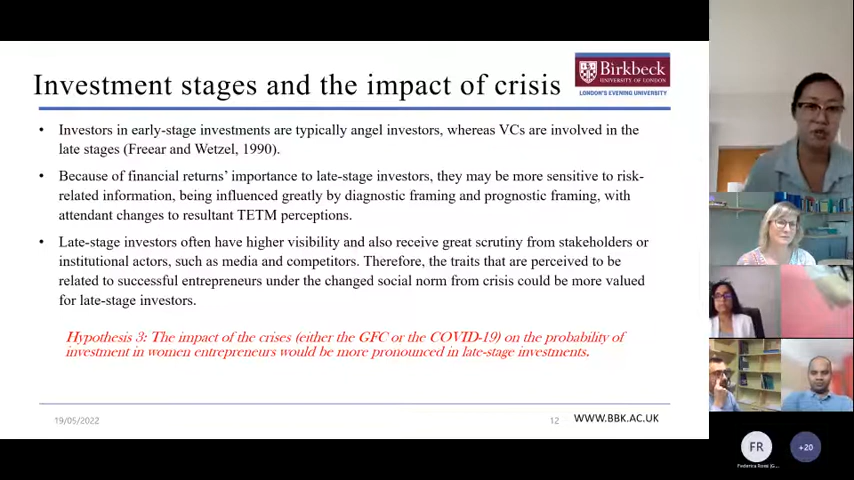 Investment stages and the impact of crisis
Birkbeck
UNIVERSITY OF LONDON
LONDON'S EVENING UNIVERSITY
• Investors in early-stage investments are typically angel investors, whereas VCs are involved in the
late stages (Freear and Wetzel, 1990).
• Because of financial returns' importance to late-stage investors, they may be more sensitive to risk-
related information, being influenced greatly by diagnostic framing and prognostic framing, with
attendant changes to resultant TETM perceptions.
• Late-stage investors often have higher visibility and also receive great scrutiny from stakeholders or
institutional actors, such as media and competitors. Therefore, the traits that are perceived to be
related to successful entrepreneurs under the changed social norm from crisis could be more valued
for late-stage investors.
Hypothesis 3: The impact of the crises (either the GFC or the COVID-19) on the probability of
investment in women entrepreneurs would be more pronounced in late-stage investments.
19/05/2022
12
WWW.BBK.AC.UK
FR
+20
Federica Rossi (G...